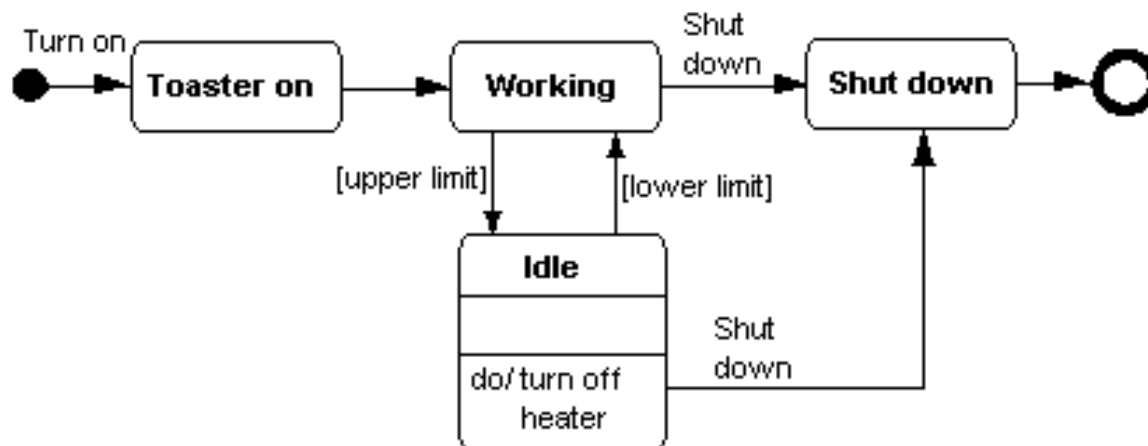 Turn on
Toaster on
Working
Shut
down
Shut down
[upper limit]
[lower limit]
Idle
do/ turn off
heater
Shut
down